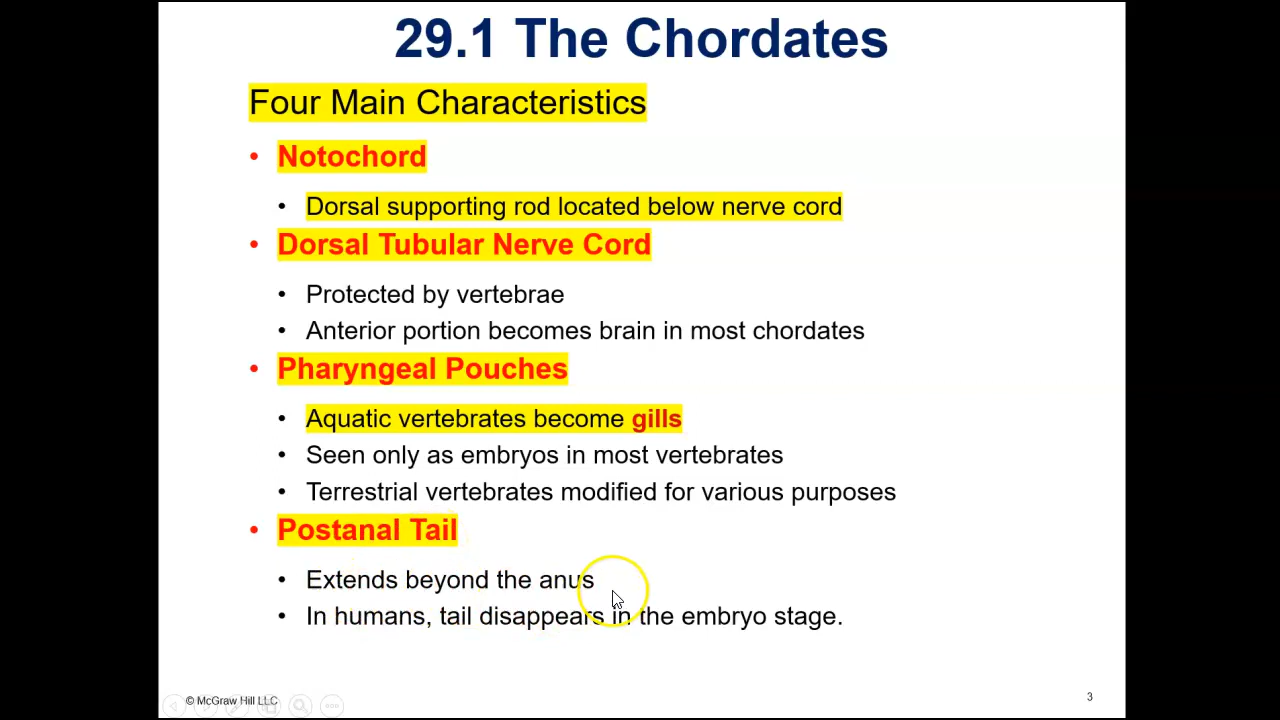 29.1 The Chordates
Four Main Characteristics
• Notochord
• Dorsal supporting rod located below nerve cord
• Dorsal Tubular Nerve Cord
• Protected by vertebrae
• Anterior portion becomes brain in most chordates
• Pharyngeal Pouches
• Aquatic vertebrates become gills
• Seen only as embryos in most vertebrates
• Terrestrial vertebrates modified for various purposes
• Postanal Tail
• Extends beyond the anus
• In humans, tail disappears in the embryo stage.
© McGraw Hill LLC
3